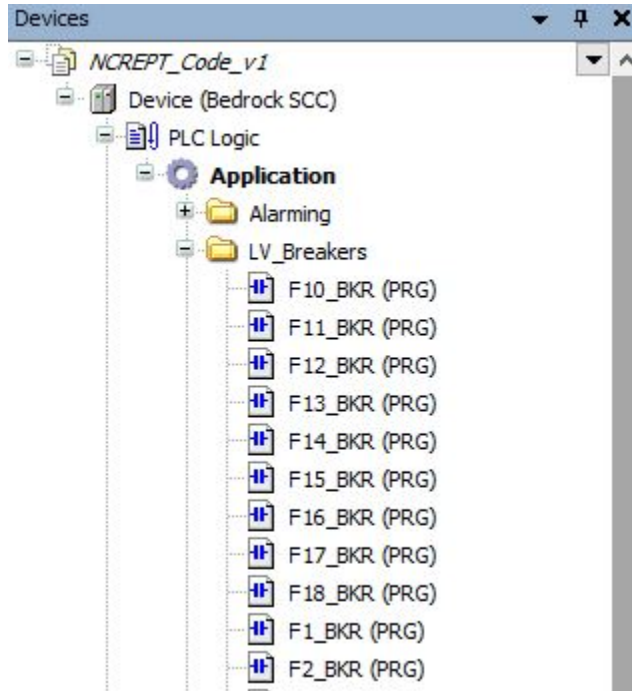 Devices
NCREPT_Code_v1
Device (Bedrock SCC)
PLC Logic
Application
Alarming
LV_Breakers
F10_BKR (PRG)
F11_BKR (PRG)
F12_BKR (PRG)
F13_BKR (PRG)
F14_BKR (PRG)
F15_BKR (PRG)
F16_BKR (PRG)
F17_BKR (PRG)
F18_BKR (PRG)
F1_BKR (PRG)
F2_BKR (PRG)